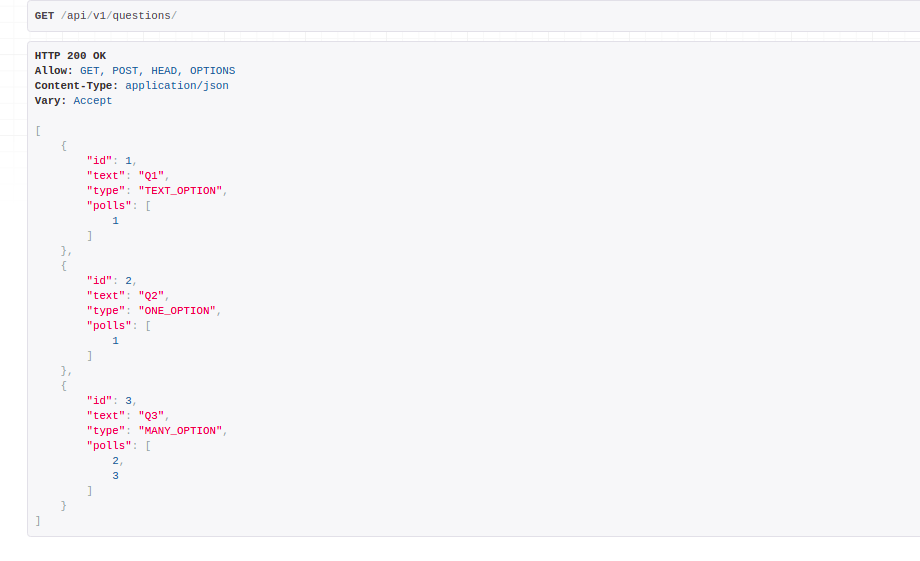 GET /api/v1/questions/
HTTP 200 OK
Allow: GET, POST, HEAD, OPTIONS
Content-Type: application/json
Vary: Accept
[
    {
        "id": 1,
        "text": "Q1",
        "type": "TEXT_OPTION",
        "polls": [
            1
        ]
    },
    {
        "id": 2,
        "text": "Q2",
        "type": "ONE_OPTION",
        "polls": [
            1
        ]
    },
    {
        "id": 3,
        "text": "Q3",
        "type": "MANY_OPTION",
        "polls": [
            2,
            3
        ]
    }
]